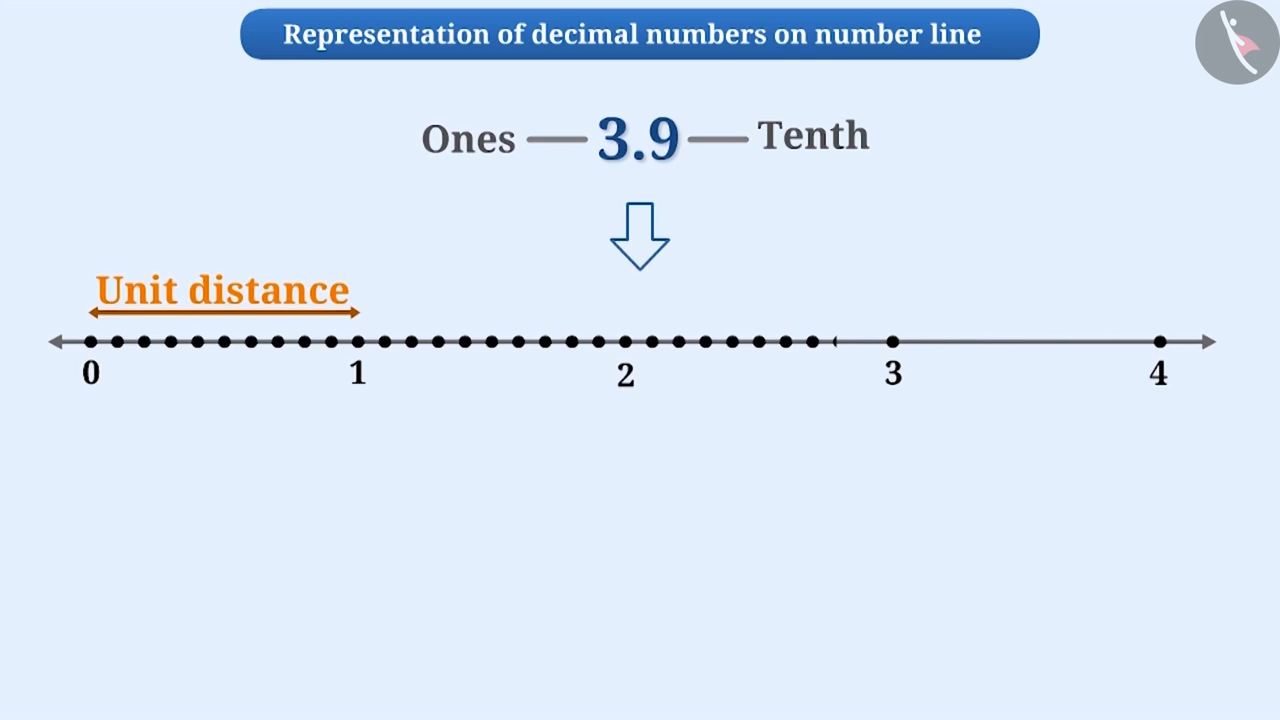 Representation of decimal numbers on number line
Ones 3.9 Tenth
Unit distance
0 1 2 3 4